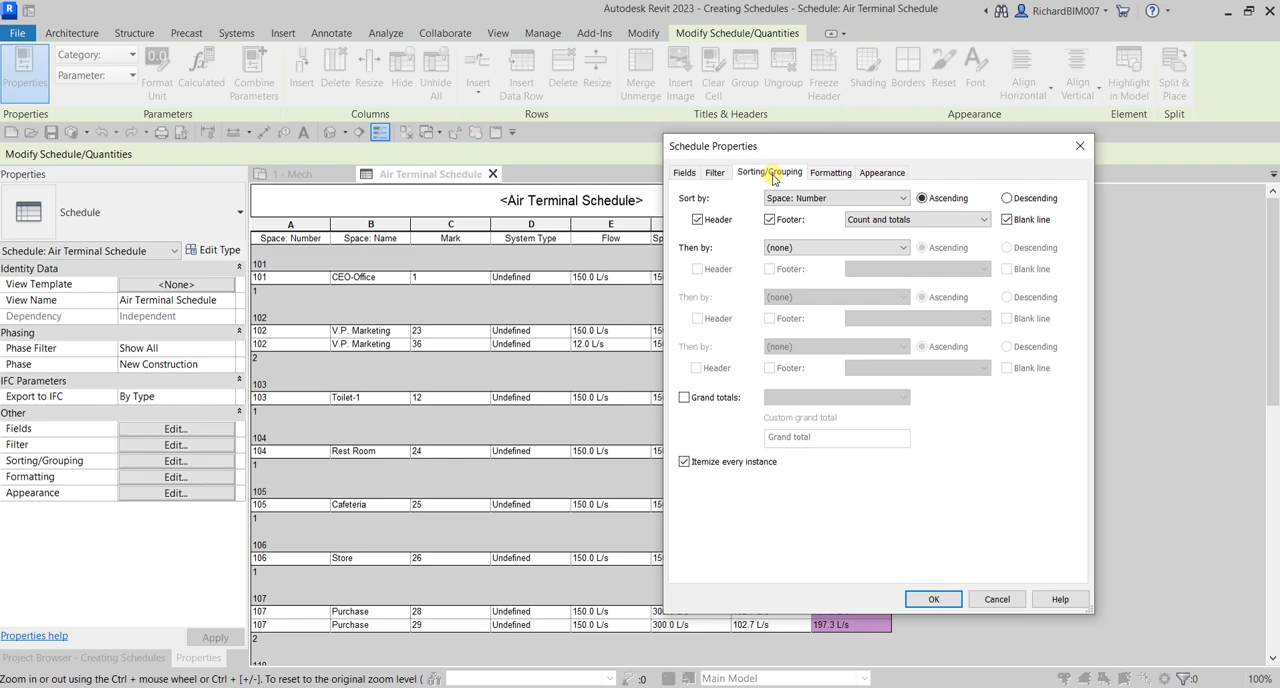 Autodesk Revit 2023 - Creating Schedules - Schedule: Air Terminal Schedule
RichardBIM007
File Architecture Structure Precast Systems Insert Annotate Analyze Collaborate View Manage Add-Ins Modify Modify Schedule/Quantities
Category:
Parameter:
Properties
Format Unit
Calculated
Combine Parameters
Insert
Delete
Resize
Hide
Unhide All
Insert
Insert Data Row
Delete
Resize
Merge Unmerge
Insert Image
Clear Cell
Group
Ungroup
Freeze Header
Shading
Borders
Reset
Font
Align Horizontal
Align Vertical
Highlight in Model
Split & Place
Properties Parameters Columns Rows Titles & Headers Appearance Element Split
Modify Schedule/Quantities
Properties
Schedule
Schedule: Air Terminal Schedule
Edit Type
Identity Data
View Template <None>
View Name Air Terminal Schedule
Dependency Independent
Phasing
Phase Filter Show All
Phase New Construction
IFC Parameters
Export to IFC By Type
Other
Fields Edit...
Filter Edit...
Sorting/Grouping Edit...
Formatting Edit...
Appearance Edit...
Properties help
Apply
Project Browser - Creating Schedules
Properties
1 - Mech
Air Terminal Schedule
<Air Terminal Schedule>
A B C D E
Space: Number Space: Name Mark System Type Flow Sp
101
101 CEO-Office 1 Undefined 150.0 L/s 15
1
102
102 V.P. Marketing 23 Undefined 150.0 L/s 15
102 V.P. Marketing 36 Undefined 12.0 L/s 15
2
103
103 Toilet-1 12 Undefined 150.0 L/s 15
1
104
104 Rest Room 24 Undefined 150.0 L/s 15
1
105
105 Cafeteria 25 Undefined 150.0 L/s 15
1
106
106 Store 26 Undefined 150.0 L/s 15
1
107
107 Purchase 28 Undefined 150.0 L/s
107 Purchase 29 Undefined 150.0 L/s 300.0 L/s 102.7 L/s 197.3 L/s
2
Schedule Properties
Fields Filter Sorting/Grouping Formatting Appearance
Sort by: Space: Number Ascending Descending
Header Footer: Count and totals Blank line
Then by: (none) Ascending Descending
Header Footer: Blank line
Then by: (none) Ascending Descending
Header Footer: Blank line
Then by: (none) Ascending Descending
Header Footer: Blank line
Grand totals:
Custom grand total
Grand total
Itemize every instance
OK Cancel Help
Zoom in or out using the Ctrl + mouse wheel or Ctrl + [+/-]. To reset to the original zoom level (
:0
Main Model
:0
100%